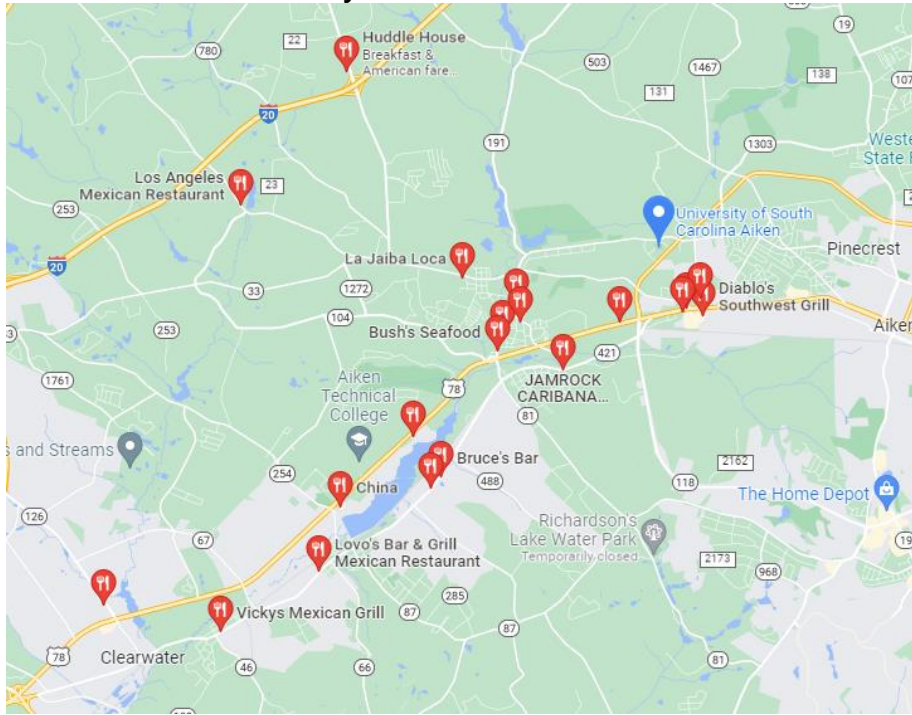 22
Huddle House
Breakfast &
American fare...
780
503
19
1467
138
107
131
20
191
1303
Los Angeles
Mexican Restaurant
23
253
University of South
Carolina Aiken
Pinecrest
20
La Jaiba Loca
33
1272
Diablo's
Southwest Grill
104
253
Bush's Seafood
Aiken
421
1761
Aiken
Technical
College
78
JAMROCK
CARIBANA...
81
s and Streams
254
Bruce's Bar
2162
488
118
China
The Home Depot
126
67
Richardson's
Lake Water Park
Temporarily closed
19
Lovo's Bar & Grill
Mexican Restaurant
2173
968
285
Vickys Mexican Grill
87
87
78
Clearwater
46
66
81